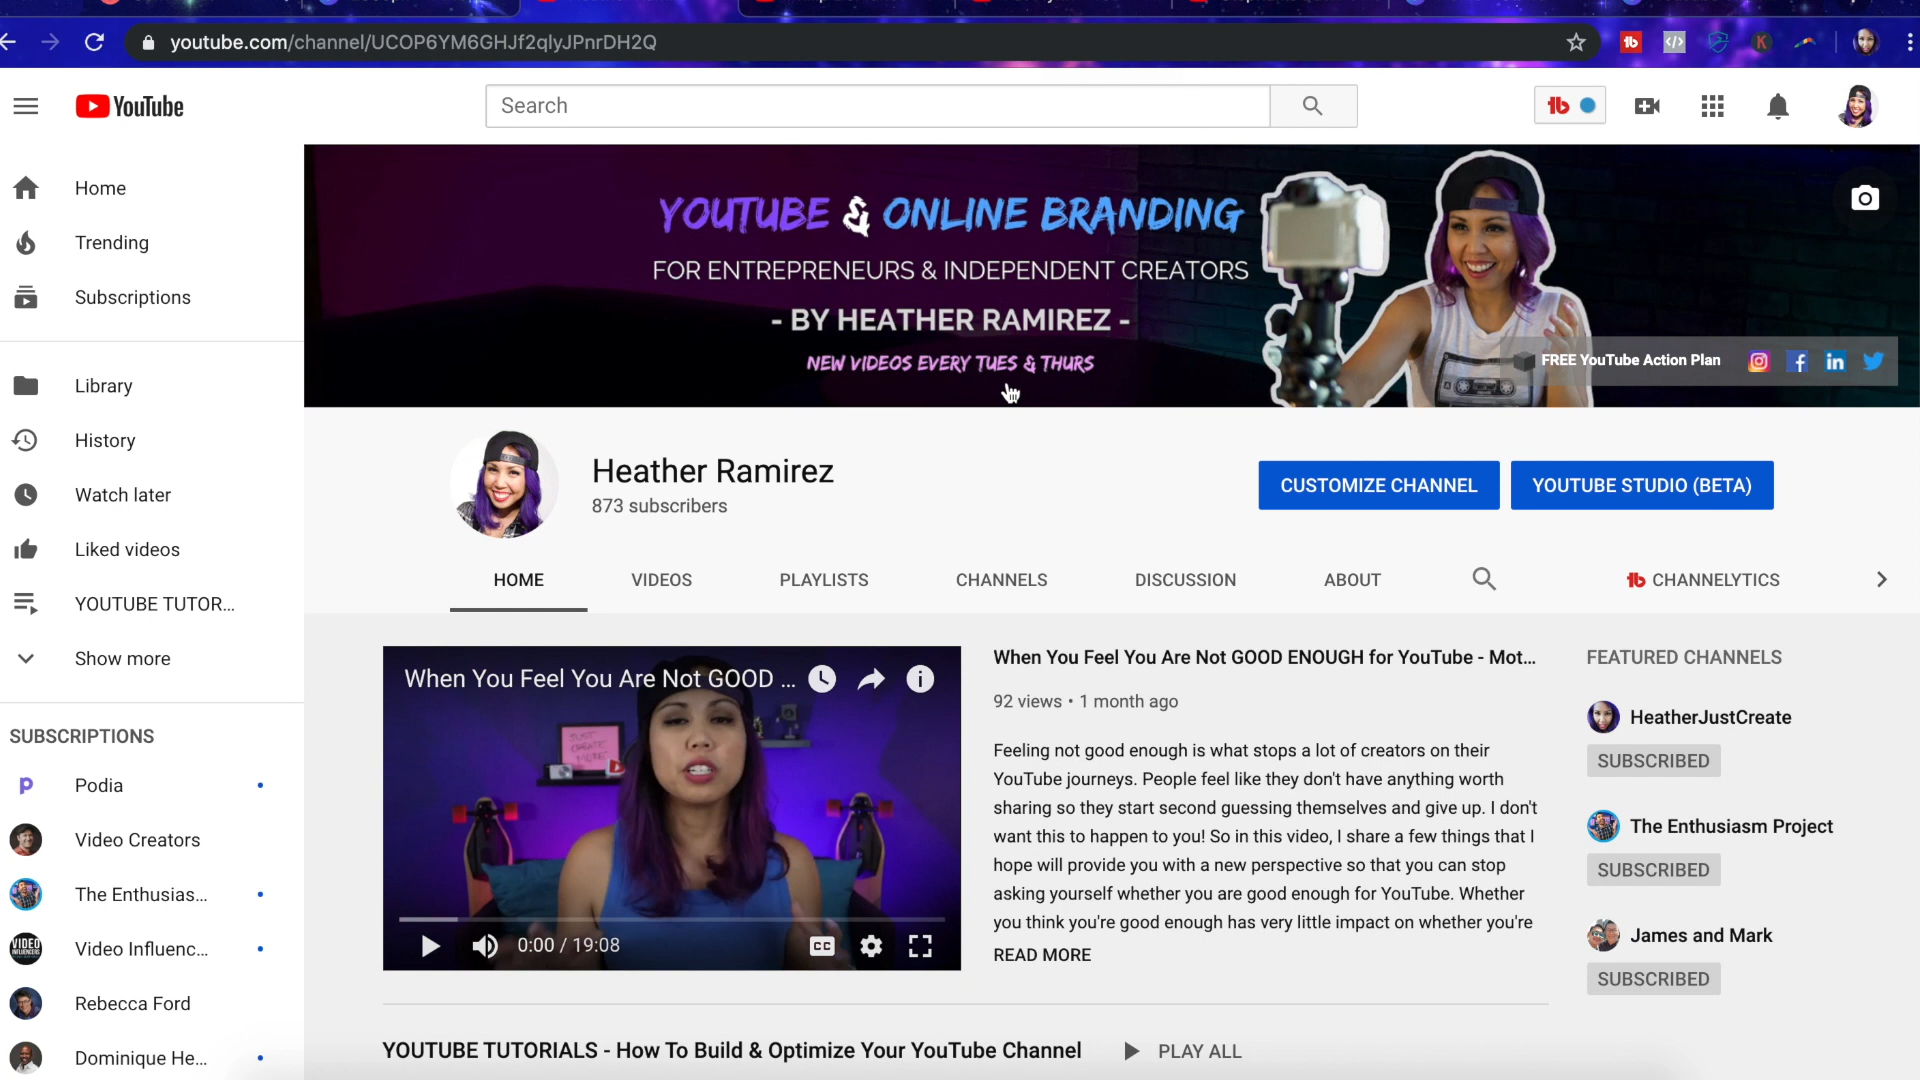 youtube.com/channel/UCOP6YM6GHJf2qlyJPnrDH2Q
YouTube
Search
Home
Trending
Subscriptions
Library
History
Watch later
Liked videos
YOUTUBE TUTOR...
Show more
SUBSCRIPTIONS
Podia
Video Creators
The Enthusias...
Video Influenc...
Rebecca Ford
Dominique He...
YOUTUBE & ONLINE BRANDING
FOR ENTREPRENEURS & INDEPENDENT CREATORS
- BY HEATHER RAMIREZ -
NEW VIDEOS EVERY TUES & THURS
FREE YouTube Action Plan
Heather Ramirez
873 subscribers
CUSTOMIZE CHANNEL
YOUTUBE STUDIO (BETA)
HOME VIDEOS PLAYLISTS CHANNELS DISCUSSION ABOUT CHANNELYTICS
When You Feel You Are Not GOOD ...
JUST
CREATE
MORE
0:00 / 19:08
CC
When You Feel You Are Not GOOD ENOUGH for YouTube - Mot...
92 views • 1 month ago
Feeling not good enough is what stops a lot of creators on their
YouTube journeys. People feel like they don't have anything worth
sharing so they start second guessing themselves and give up. I don't
want this to happen to you! So in this video, I share a few things that I
hope will provide you with a new perspective so that you can stop
asking yourself whether you are good enough for YouTube. Whether
you think you're good enough has very little impact on whether you're
READ MORE
FEATURED CHANNELS
HeatherJustCreate
SUBSCRIBED
The Enthusiasm Project
SUBSCRIBED
James and Mark
SUBSCRIBED
YOUTUBE TUTORIALS - How To Build & Optimize Your YouTube Channel
PLAY ALL